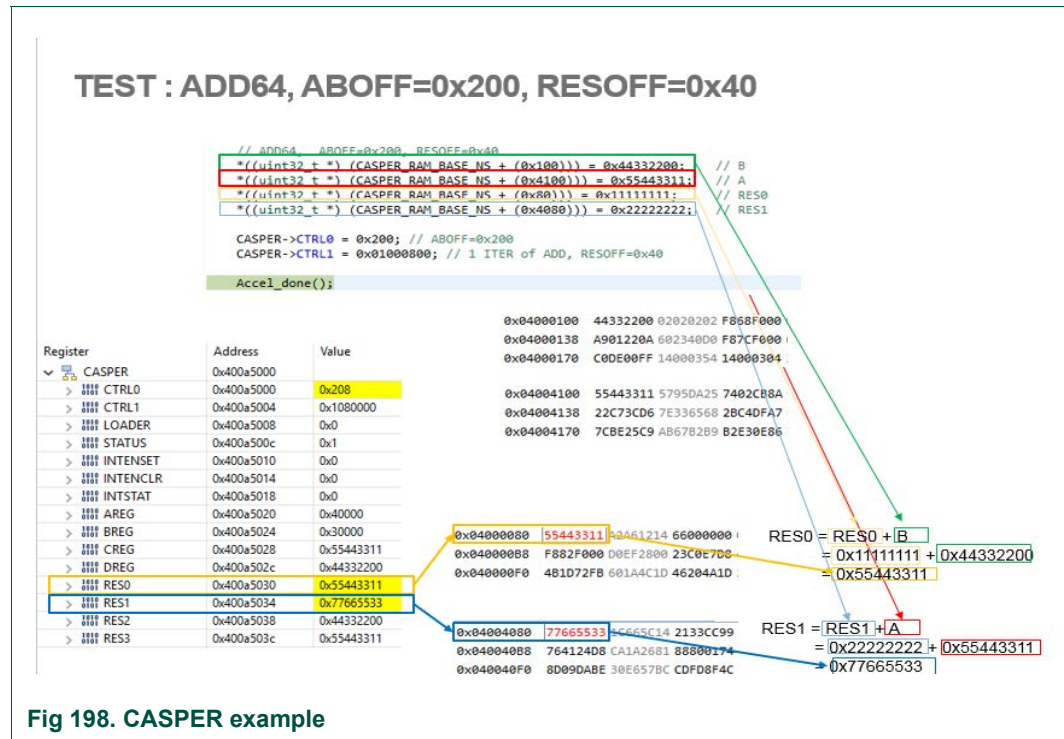 TEST : ADD64, ABOFF=0x200, RESOFF=0x40
// ADD64, ABOFF=0x200, RESOFF=0x40
*((uint32_t *) (CASPER_RAM_BASE_NS + (0x100))) = 0x44332200; // B
*((uint32_t *) (CASPER_RAM_BASE_NS + (0x4100))) = 0x55443311; // A
*((uint32_t *) (CASPER_RAM_BASE_NS + (0x80))) = 0x11111111; // RES0
*((uint32_t *) (CASPER_RAM_BASE_NS + (0x4080))) = 0x22222222; // RES1
CASPER->CTRL0 = 0x200; // ABOFF=0x200
CASPER->CTRL1 = 0x01000800; // 1 ITER of ADD, RESOFF=0x40
Accel_done();
0x04000100 44332200 02020202 F868F000
0x04000138 A901220A 602340D0 F87CF000
0x04000170 C0DE00FF 14000354 14000304
0x04004100 55443311 5795DA25 7402CB8A
0x04004138 22C73CD6 7E336568 2BC4DFA7
0x04004170 7CBE25C9 AB67B2B9 B2E30E86
Register Address Value
CASPER 0x400a5000
CTRL0 0x400a5000 0x208
CTRL1 0x400a5004 0x1080000
LOADER 0x400a5008 0x0
STATUS 0x400a500c 0x1
INTENSET 0x400a5010 0x0
INTENCLR 0x400a5014 0x0
INTSTAT 0x400a5018 0x0
AREG 0x400a5020 0x40000
BREG 0x400a5024 0x30000
CREG 0x400a5028 0x55443311
DREG 0x400a502c 0x44332200
RES0 0x400a5030 0x55443311
RES1 0x400a5034 0x77665533
RES2 0x400a5038 0x44332200
RES3 0x400a503c 0x55443311
0x04000080 55443311 A2A61214 66000000
0x040000B8 F882F000 D0EF2800 23C0E7D8
0x040000F0 4B1D72FB 601A4C1D 46204A1D
RES0 = RES0 + B
= 0x11111111 + 0x44332200
= 0x55443311
0x04004080 77665533 1C665C14 2133CC99
0x040040B8 764124D8 CA1A2681 88800174
0x040040F0 8D09DABE 30E657BC CDFD8F4C
RES1 = RES1 + A
= 0x22222222 + 0x55443311
= 0x77665533
Fig 198. CASPER example